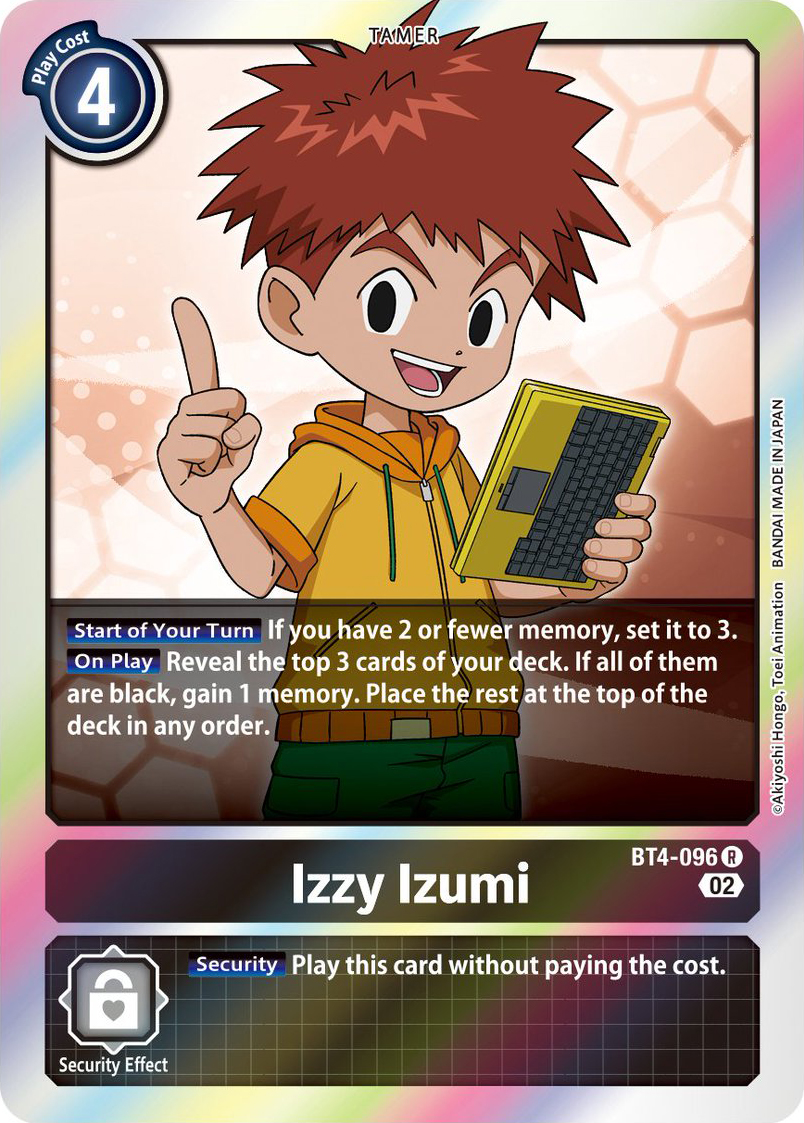 TAMER
Play Cost
4
Start of Your Turn If you have 2 or fewer memory, set it to 3.
On Play Reveal the top 3 cards of your deck. If all of them
are black, gain 1 memory. Place the rest at the top of the
deck in any order.
©Akiyoshi Hongo, Toei Animation BANDAI MADE IN JAPAN
BT4-096 R
02
Izzy Izumi
Security Play this card without paying the cost.
Security Effect